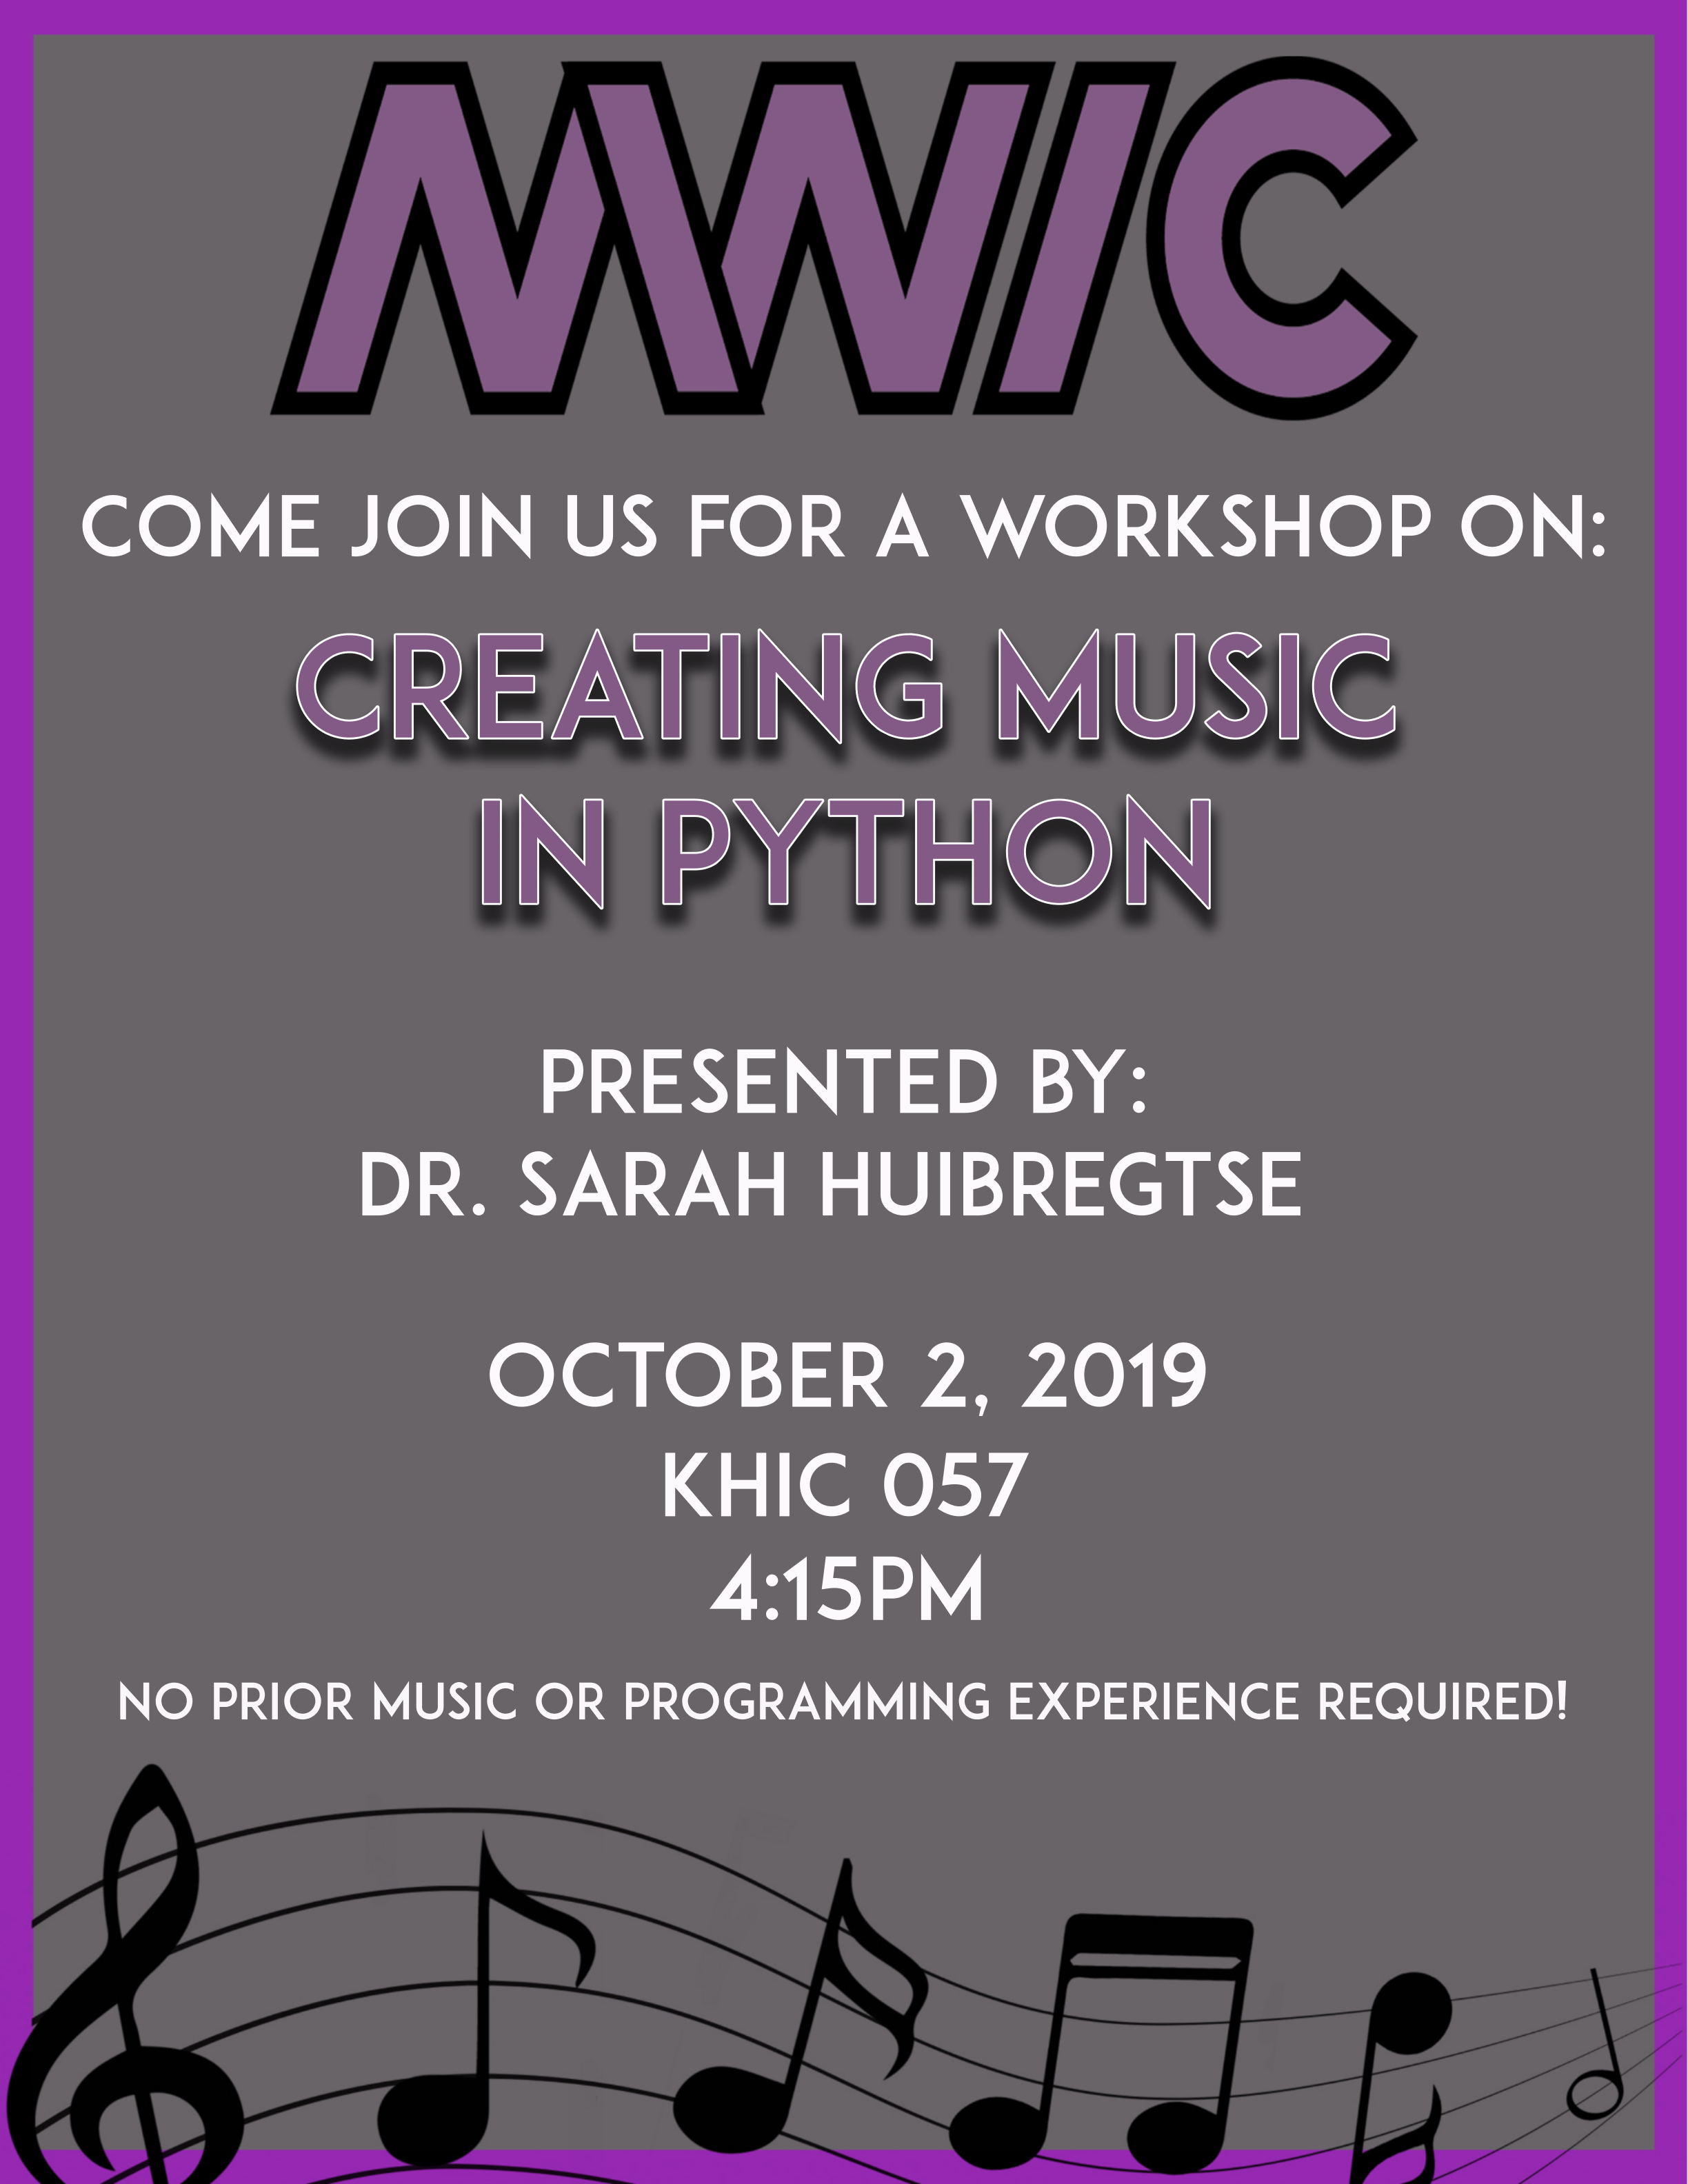 MWIC
COME JOIN US FOR A WORKSHOP ON:
CREATING MUSIC
IN PYTHON
PRESENTED BY:
DR. SARAH HUIBREGTSE
OCTOBER 2, 2019
KHIC 057
4:15PM
NO PRIOR MUSIC OR PROGRAMMING EXPERIENCE REQUIRED!